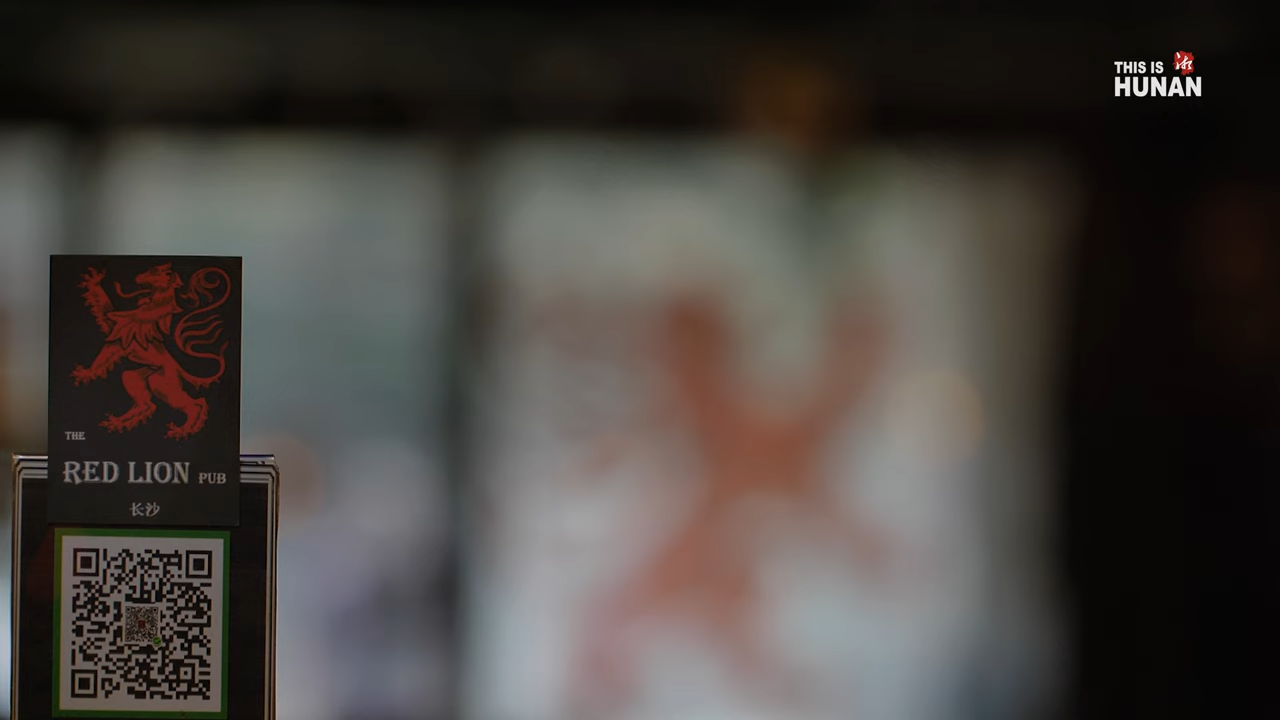 THIS IS
HUNAN
THE
RED LION PUB
长沙